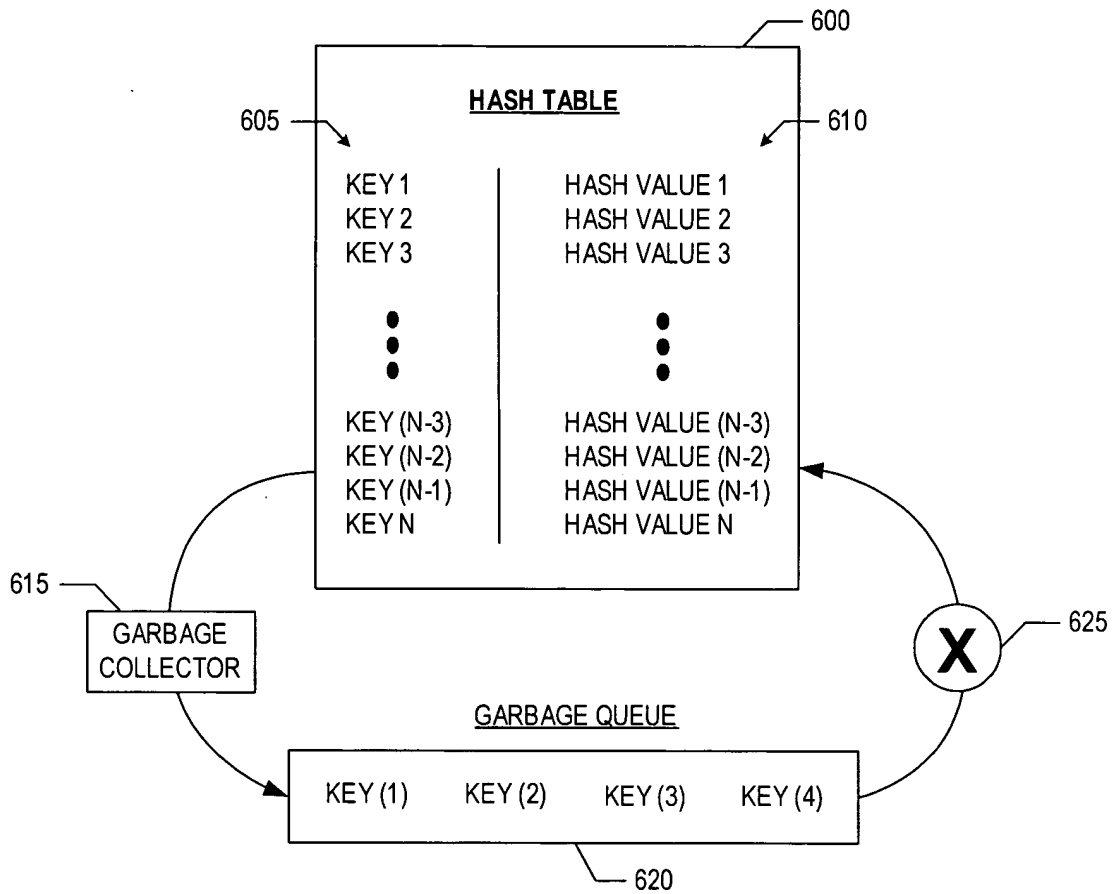 600
HASH TABLE
605
610
KEY 1 HASH VALUE 1
KEY 2 HASH VALUE 2
KEY 3 HASH VALUE 3
KEY (N-3) HASH VALUE (N-3)
KEY (N-2) HASH VALUE (N-2)
KEY (N-1) HASH VALUE (N-1)
KEY N HASH VALUE N
615
GARBAGE
COLLECTOR
X
625
GARBAGE QUEUE
KEY (1) KEY (2) KEY (3) KEY (4)
620